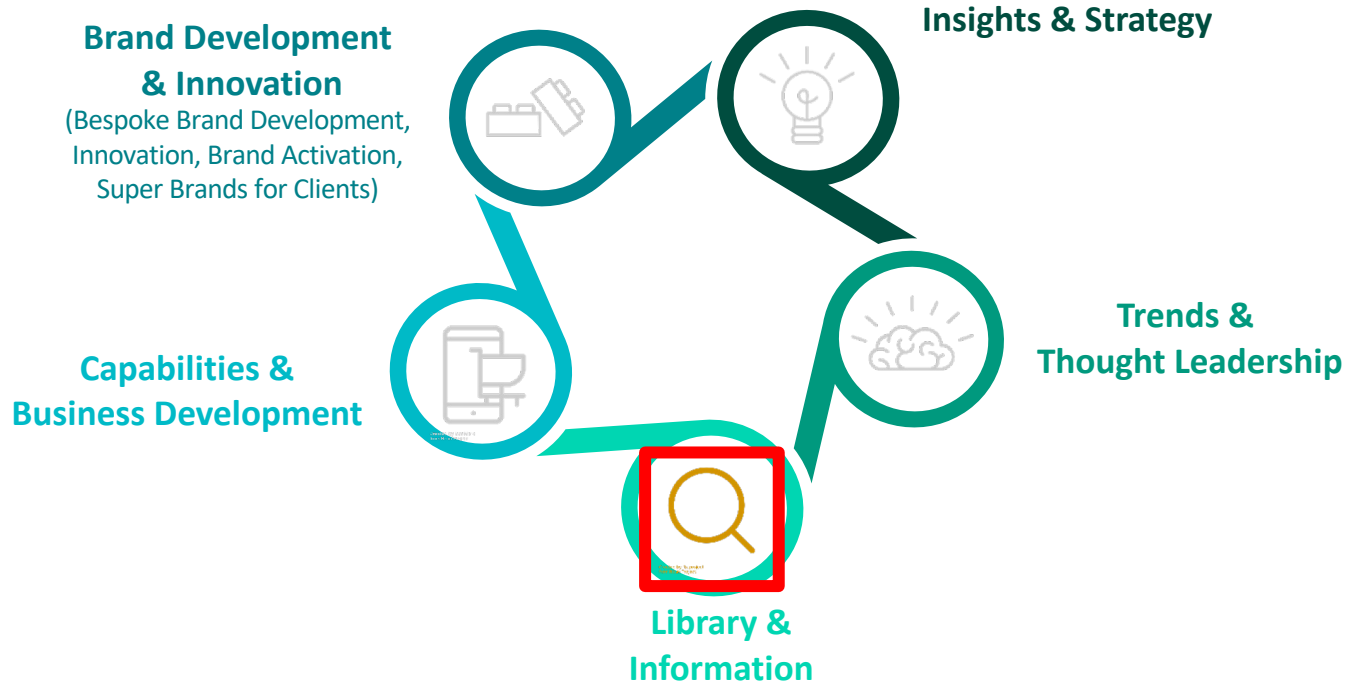 Insights & Strategy
Brand Development
& Innovation
(Bespoke Brand Development,
Innovation, Brand Activation,
Super Brands for Clients)
Trends &
Thought Leadership
Capabilities &
Business Development
Library &
Information